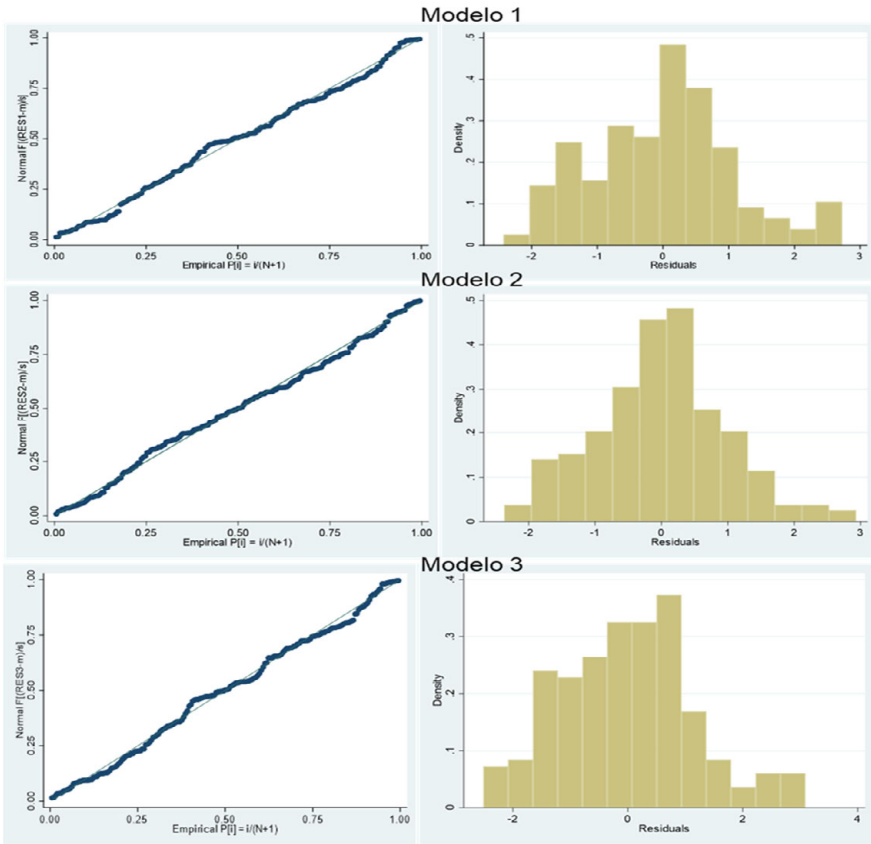 Modelo 1
Normal F[(RES1-m)/s]
0.00 0.25 0.50 0.75 1.00
0.00 0.25 0.50 0.75 1.00
Empirical P[i] = i/(N+1)
Density
0 .1 .2 .3 .4 .5
-2 -1 0 1 2 3
Residuals
Modelo 2
Normal F[(RES2-m)/s]
0.00 0.25 0.50 0.75 1.00
0.00 0.25 0.50 0.75 1.00
Empirical P[i] = i/(N+1)
Density
0 .1 .2 .3 .4 .5
-2 -1 0 1 2 3
Residuals
Modelo 3
Normal F[(RES3-m)/s]
0.00 0.25 0.50 0.75 1.00
0.00 0.25 0.50 0.75 1.00
Empirical P[i] = i/(N+1)
Density
0 .1 .2 .3 .4
-2 0 2 4
Residuals